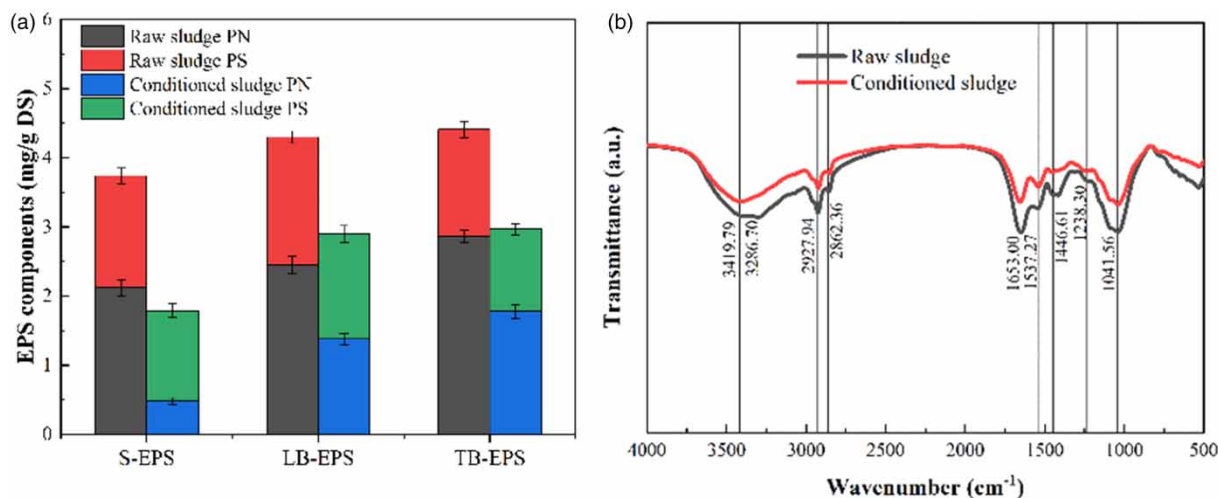 (a)
Raw sludge PN
Raw sludge PS
Conditioned sludge PN
Conditioned sludge PS
EPS components (mg/g DS)
6
5
4
3
2
1
0
S-EPS
LB-EPS
TB-EPS
(b)
Raw sludge
Conditioned sludge
Transmittance (a.u.)
3419.79
3286.70
2927.94
2862.36
1653.00
1537.27
1446.61
1238.30
1041.56
4000
3500
3000
2500
2000
1500
1000
500
Wavenumber (cm⁻¹)